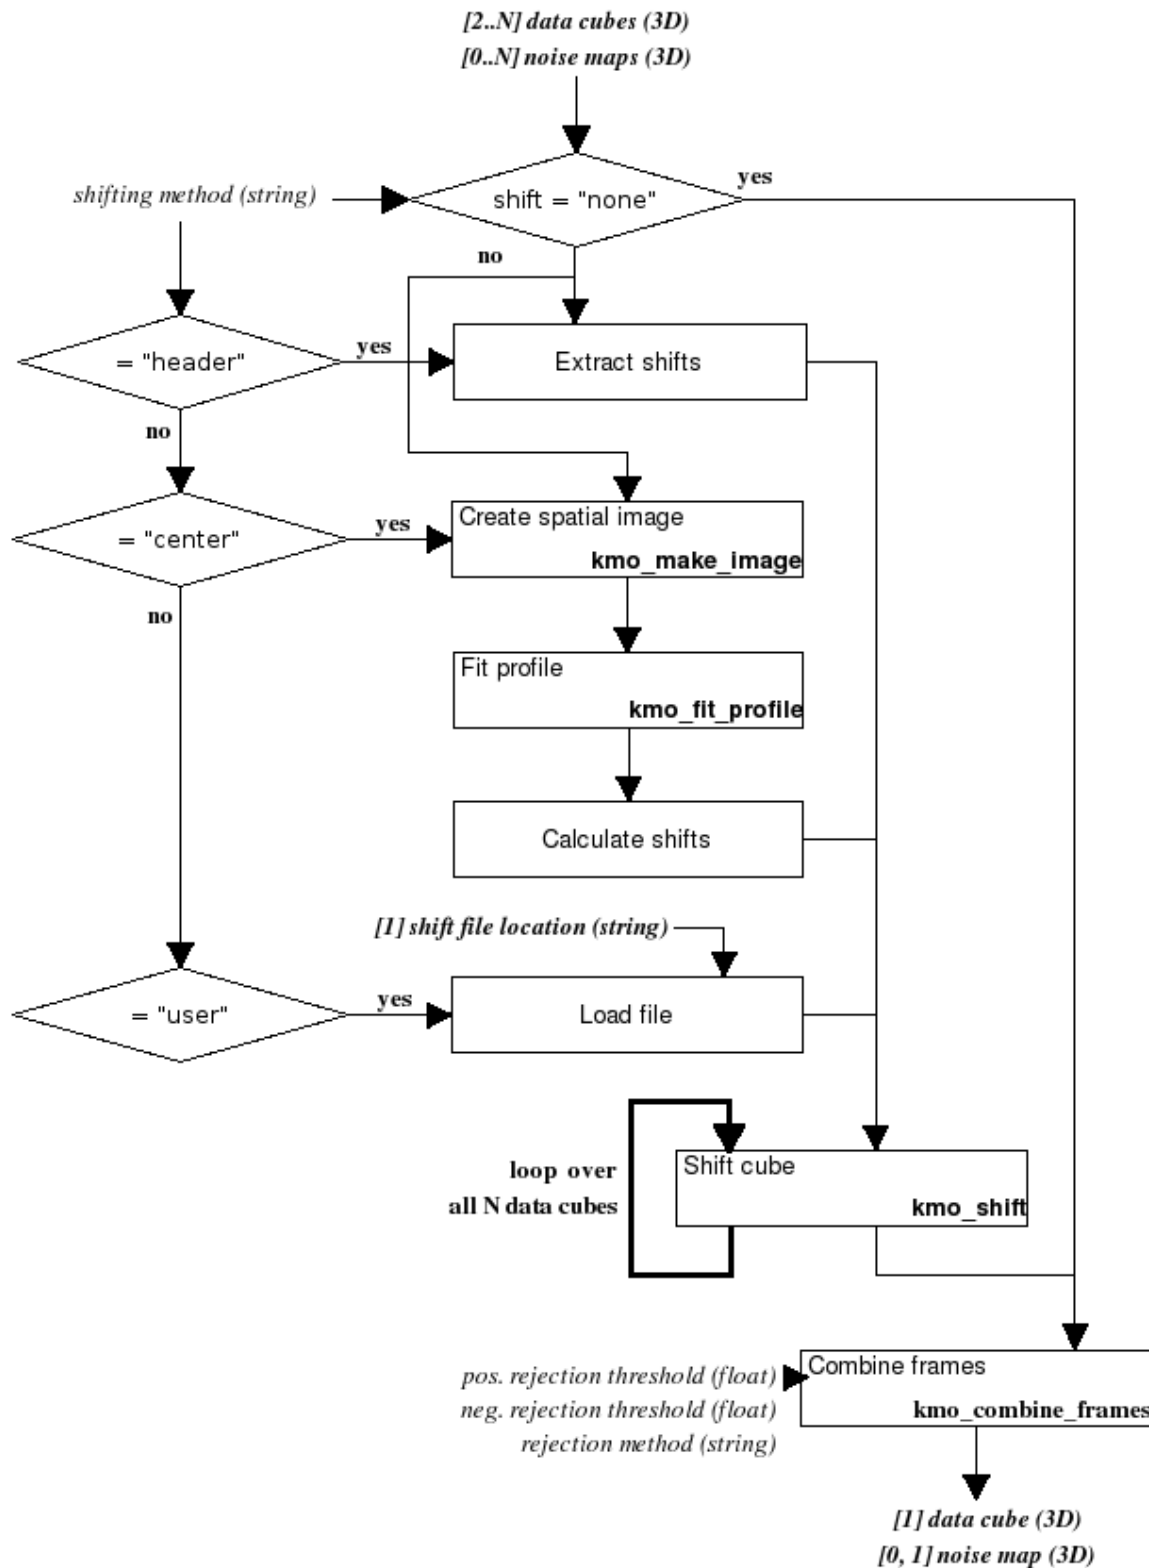 [2..N] data cubes (3D)
[0..N] noise maps (3D)
yes
shifting method (string)
shift = "none"
no
= "header"
yes
Extract shifts
no
= "center"
yes
Create spatial image
kmo_make_image
no
Fit profile
kmo_fit_profile
Calculate shifts
[1] shift file location (string)
= "user"
yes
Load file
loop over
all N data cubes
Shift cube
kmo_shift
pos. rejection threshold (float)
neg. rejection threshold (float)
rejection method (string)
Combine frames
kmo_combine_frames
[1] data cube (3D)
[0, 1] noise map (3D)